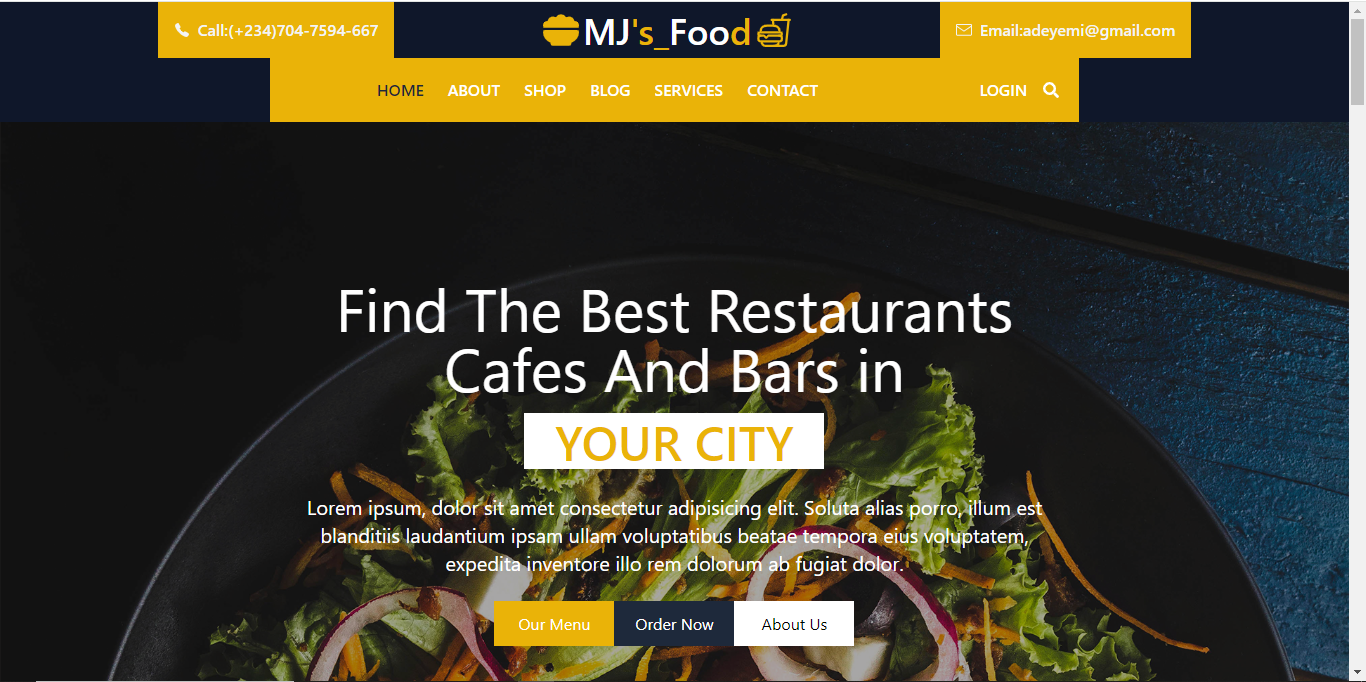 Call:(+234)704-7594-667
MJ's_Food
Email:adeyemi@gmail.com
HOME ABOUT SHOP BLOG SERVICES CONTACT LOGIN
Find The Best Restaurants
Cafes And Bars in
YOUR CITY
Lorem ipsum, dolor sit amet consectetur adipisicing elit. Soluta alias porro, illum est
blanditiis laudantium ipsam ullam voluptatibus beatae tempora eius voluptatem,
expedita inventore illo rem dolorum ab fugiat dolor.
Our Menu Order Now About Us